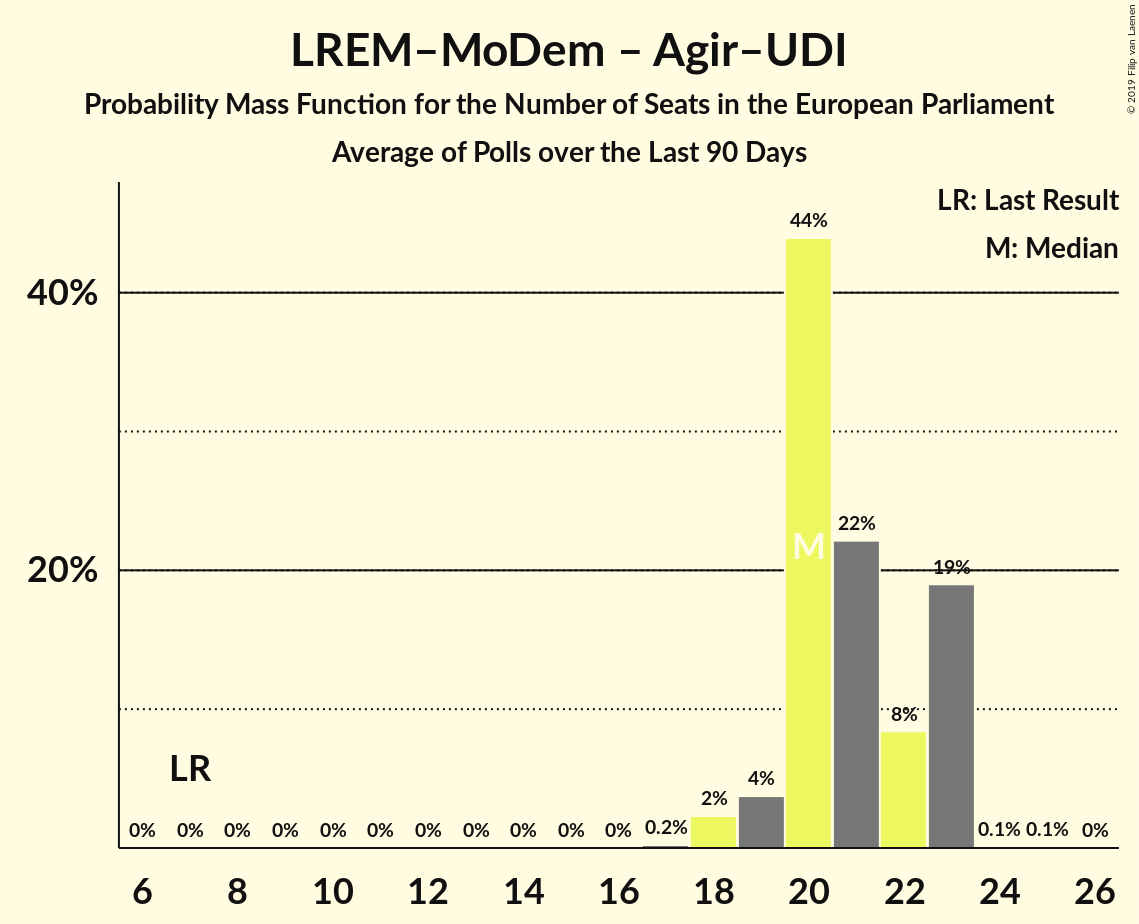 LREM–MoDem – Agir–UDI
Probability Mass Function for the Number of Seats in the European Parliament
Average of Polls over the Last 90 Days
© 2019 Filip van Laenen
LR: Last Result
M: Median
44%
40%
22%
M
20%
19%
8%
LR
4%
2%
0% 0% 0% 0% 0% 0% 0% 0% 0% 0% 0% 0.2% 0.1% 0.1% 0%
6 8 10 12 14 16 18 20 22 24 26